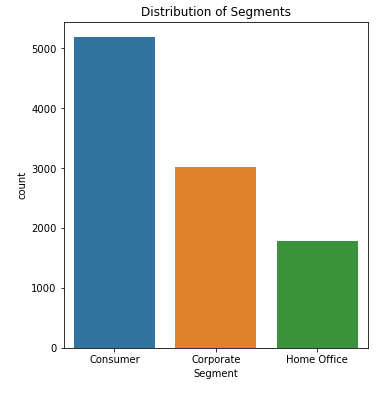 Distribution of Segments
5000
4000
3000
2000
1000
0
count
Consumer Corporate Home Office
Segment